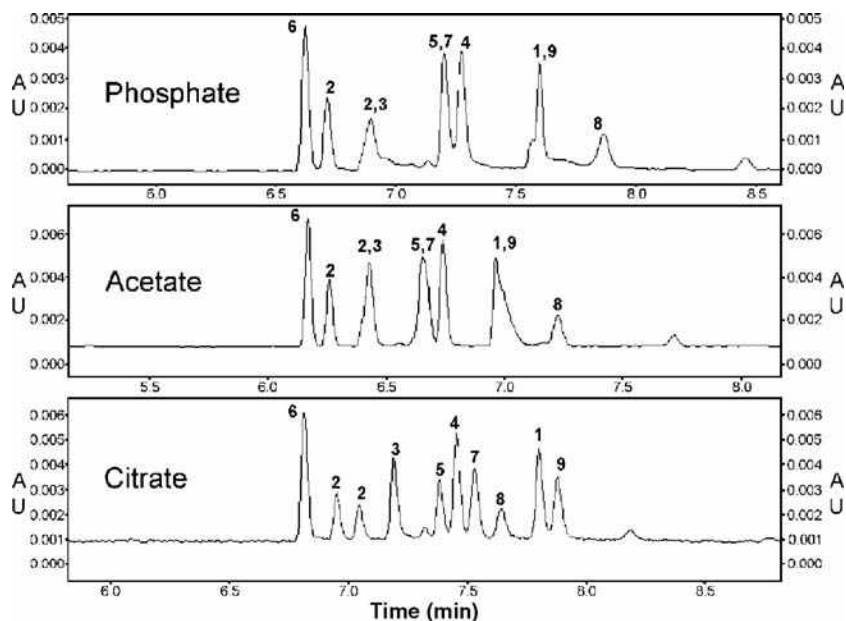 0.005 6 5,7 4 0.005
0.004 1,9 0.004
A 0.003 Phosphate 2 0.003 A
U 0.002 2,3 8 0.002 U
0.001 0.001
0.000 0.000
6.0 6.5 7.0 7.5 8.0 8.5
6 4
0.006 2,3 5,7 1,9 0.006
A 0.004 Acetate 2 0.004 A
U 0.002 8 0.002 U
0.000 0.000
5.5 6.0 6.5 7.0 7.5 8.0
0.006 6 4 0.006
0.005 3 1 0.005
A 0.004 Citrate 5 7 9 0.004 A
U 0.003 2 2 8 0.003 U
0.002 0.002
0.001 0.001
0.000 0.000
6.0 6.5 7.0 7.5 8.0 8.5
Time (min)